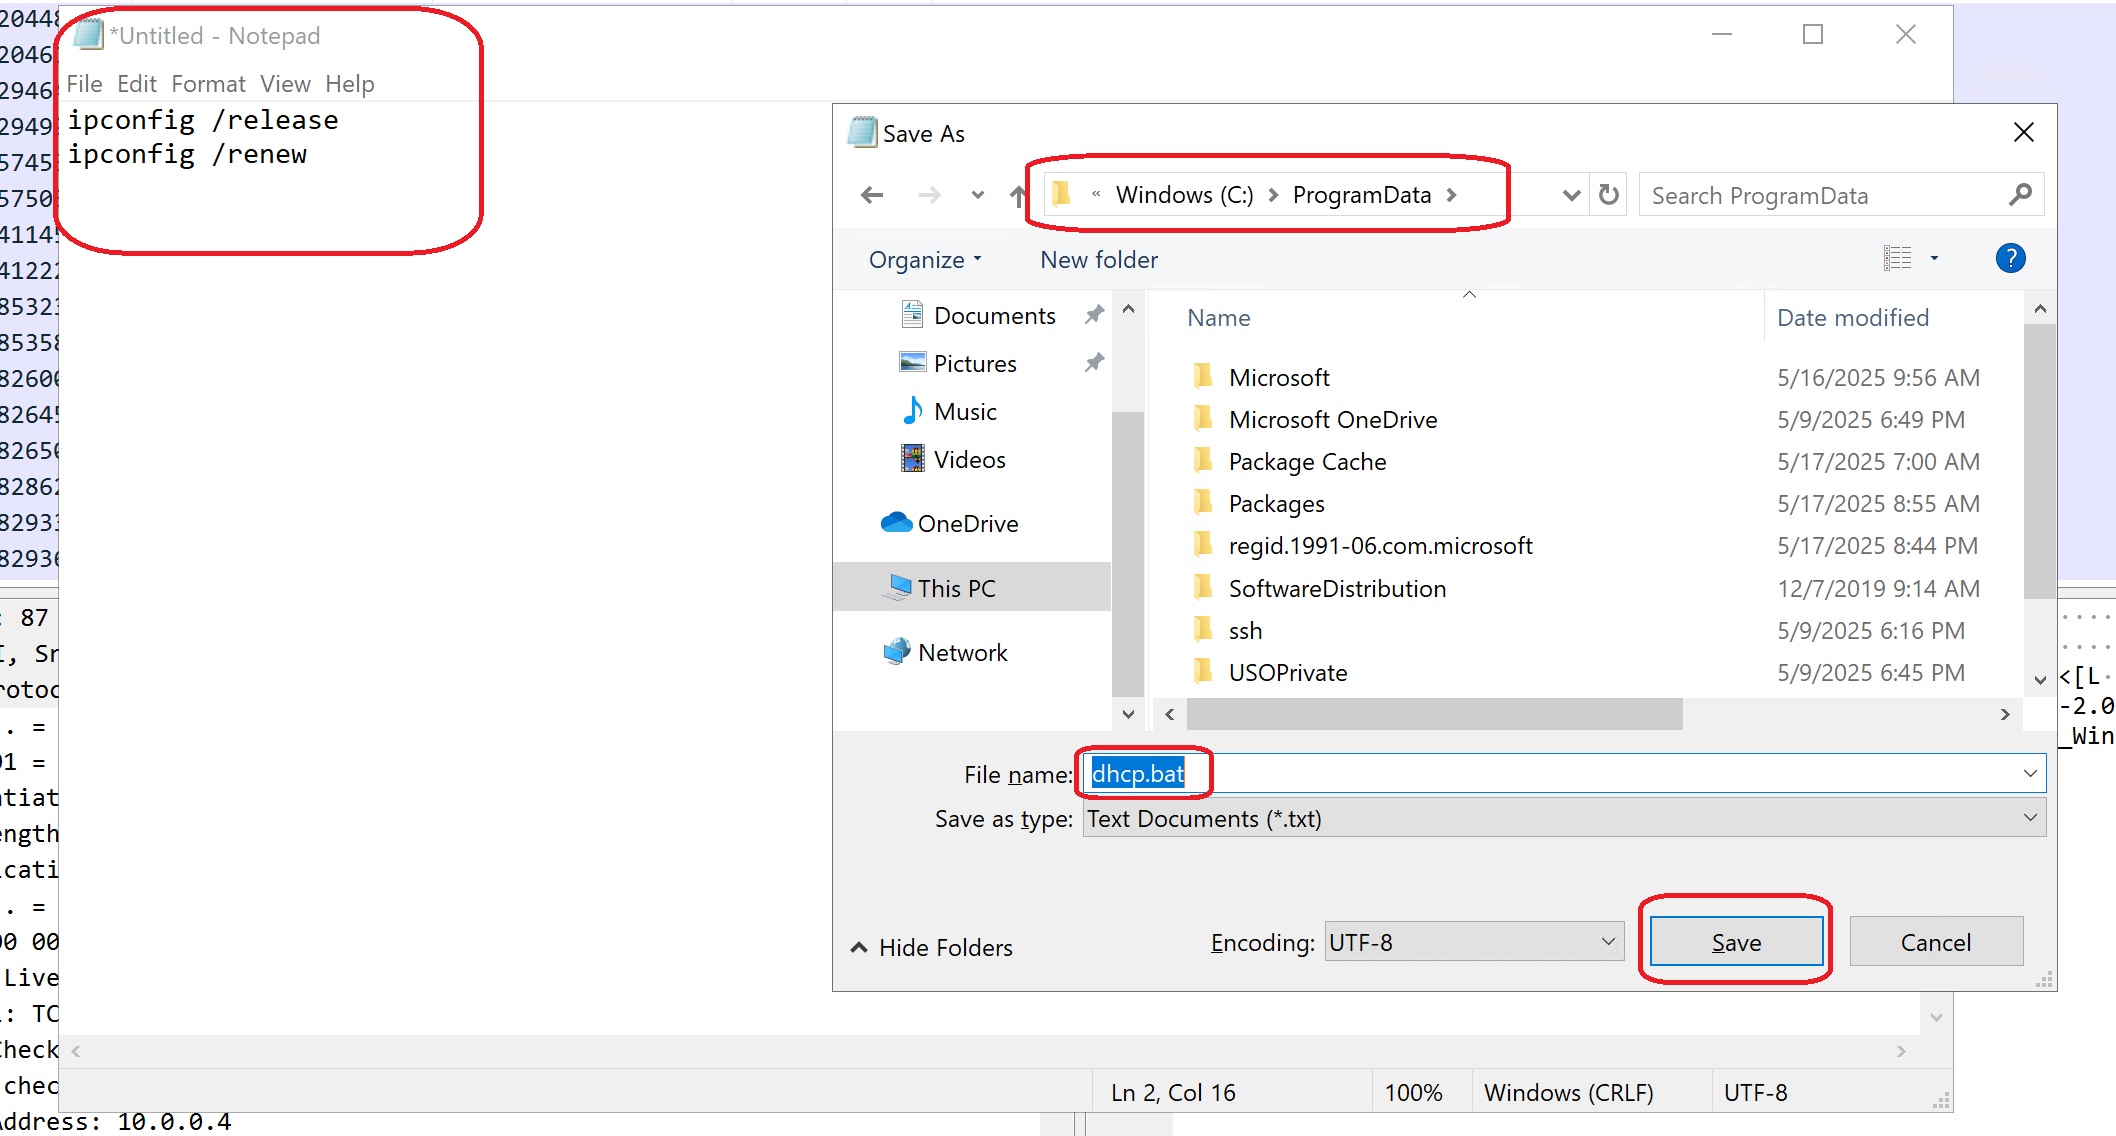 *Untitled - Notepad
File Edit Format View Help
ipconfig /release
ipconfig /renew
Save As
« Windows (C:) > ProgramData >
Search ProgramData
Organize
New folder
Documents
Pictures
Music
Videos
OneDrive
This PC
Network
Name
Date modified
Microsoft 5/16/2025 9:56 AM
Microsoft OneDrive 5/9/2025 6:49 PM
Package Cache 5/17/2025 7:00 AM
Packages 5/17/2025 8:55 AM
regid.1991-06.com.microsoft 5/17/2025 8:44 PM
SoftwareDistribution 12/7/2019 9:14 AM
ssh 5/9/2025 6:16 PM
USOPrivate 5/9/2025 6:45 PM
File name: dhcp.bat
Save as type: Text Documents (*.txt)
Hide Folders
Encoding: UTF-8
Save
Cancel
Ln 2, Col 16
100%
Windows (CRLF)
UTF-8
20448
2046
2946
2949
5745
5750
4114
41222
85323
85358
82600
82645
82650
82862
82933
82936
: 87
, Sr
rotoc
. =
01 =
ntiat
ength
icati
. =
00 00
Live
: TC
Check
chec
Address: 10.0.0.4
<[L
-2.0
_Win